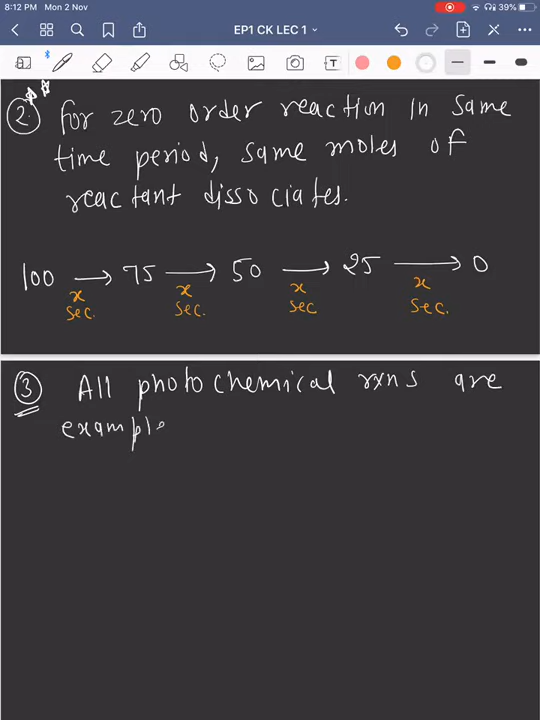 8:12 PM Mon 2 Nov
39%
EP1 CK LEC 1
T
2. For zero order reaction in same
time period, same moles of
reactant dissociates.
100 → 75 → 50 → 25 → 0
x x x x
sec. sec. sec sec.
3 All photochemical rxns are
example